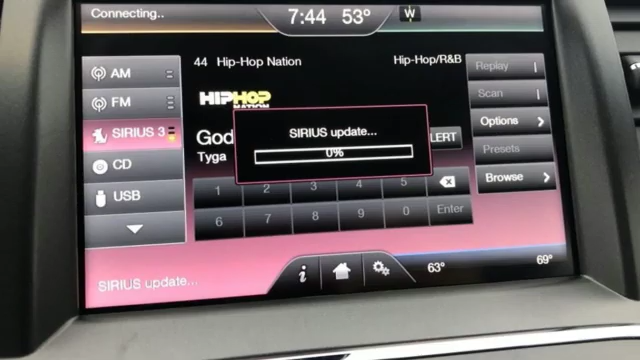 Connecting..
7:44 53° W
AM
FM
SIRIUS 3
CD
USB
44 Hip-Hop Nation
Hip-Hop/R&B
HIPHOP
NATION
God
Tyga
SIRIUS update...
0%
1 2 3 4 5
6 7 8 9 0 Enter
Replay
Scan
Options
Presets
Browse
SIRIUS update...
i
63°
69°